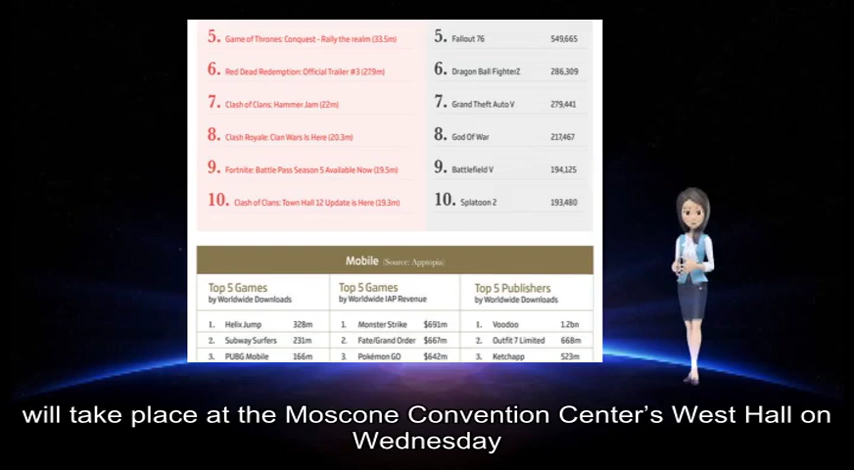 5. Game of Thrones: Conquest - Rally the realm (33.5m)
6. Red Dead Redemption: Official Trailer #3 (27.9m)
7. Clash of Clans: Hammer Jam (22m)
8. Clash Royale: Clan Wars Is Here (20.3m)
9. Fortnite: Battle Pass Season 5 Available Now (19.5m)
10. Clash of Clans: Town Hall 12 Update is Here (19.3m)
5. Fallout 76 549,665
6. Dragon Ball FighterZ 286,309
7. Grand Theft Auto V 279,441
8. God Of War 217,467
9. Battlefield V 194,125
10. Splatoon 2 193,480
Mobile (Source: Apptopia)
Top 5 Games
by Worldwide Downloads
1. Helix Jump 328m
2. Subway Surfers 231m
3. PUBG Mobile 166m
Top 5 Games
by Worldwide IAP Revenue
1. Monster Strike $691m
2. Fate/Grand Order $667m
3. Pokémon GO $642m
Top 5 Publishers
by Worldwide Downloads
1. Voodoo 1.2bn
2. Outfit 7 Limited 668m
3. Ketchapp 523m
will take place at the Moscone Convention Center’s West Hall on
Wednesday